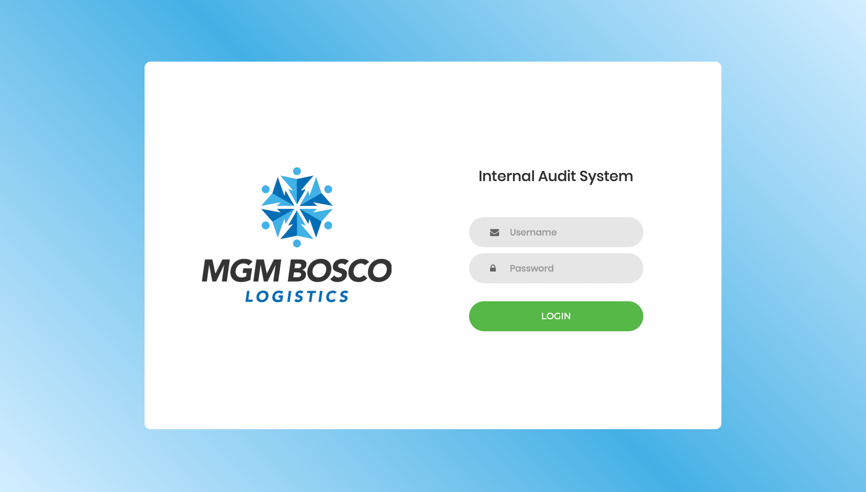 MGM BOSCO
LOGISTICS
Internal Audit System
Username
Password
LOGIN